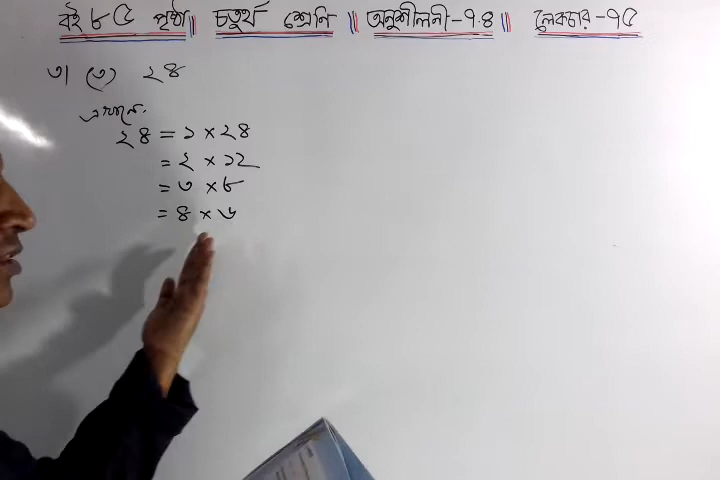 বই ৮৫ পৃষ্ঠা || চতুর্থ শ্রেনি || অনুশীলনী-৭.৪ || লেকচার-৭৫
৩। (৩) ২৪
এখানে,
২৪ = ১ × ২৪
= ২ × ১২
= ৩ × ৮
= ৪ × ৬